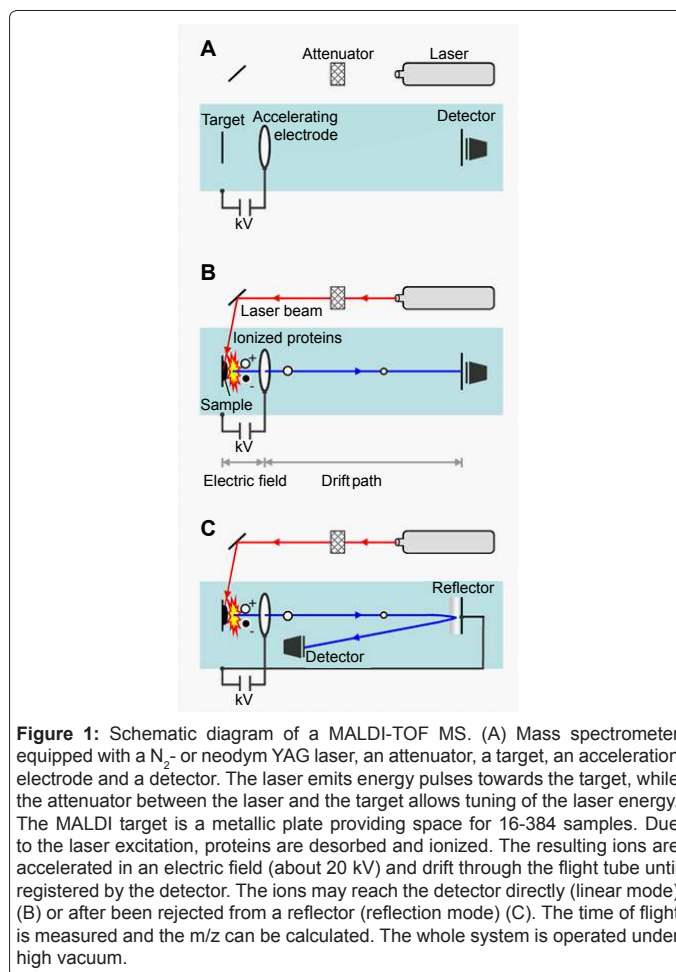 A
Attenuator
Laser
Target
Accelerating
electrode
Detector
kV
B
Laser beam
Ionized proteins
+
-
Sample
kV
Electric field
Drift path
C
Reflector
+
-
Detector
kV
Figure 1: Schematic diagram of a MALDI-TOF MS. (A) Mass spectrometer
equipped with a N2- or neodym YAG laser, an attenuator, a target, an acceleration
electrode and a detector. The laser emits energy pulses towards the target, while
the attenuator between the laser and the target allows tuning of the laser energy.
The MALDI target is a metallic plate providing space for 16-384 samples. Due
to the laser excitation, proteins are desorbed and ionized. The resulting ions are
accelerated in an electric field (about 20 kV) and drift through the flight tube until
registered by the detector. The ions may reach the detector directly (linear mode)
(B) or after been rejected from a reflector (reflection mode) (C). The time of flight
is measured and the m/z can be calculated. The whole system is operated under
high vacuum.